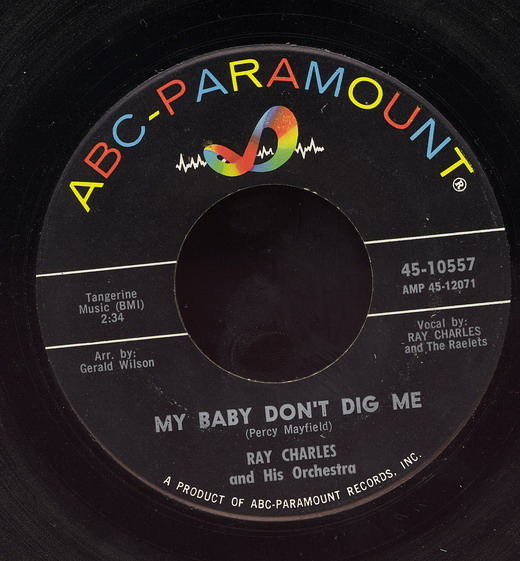 ABC-PARAMOUNT®
45-10557
AMP 45-12071
Tangerine
Music (BMI)
2:34
Vocal by:
RAY CHARLES
and The Raelets
Arr. by:
Gerald Wilson
MY BABY DON'T DIG ME
(Percy Mayfield)
RAY CHARLES
and His Orchestra
A PRODUCT OF ABC-PARAMOUNT RECORDS, INC.